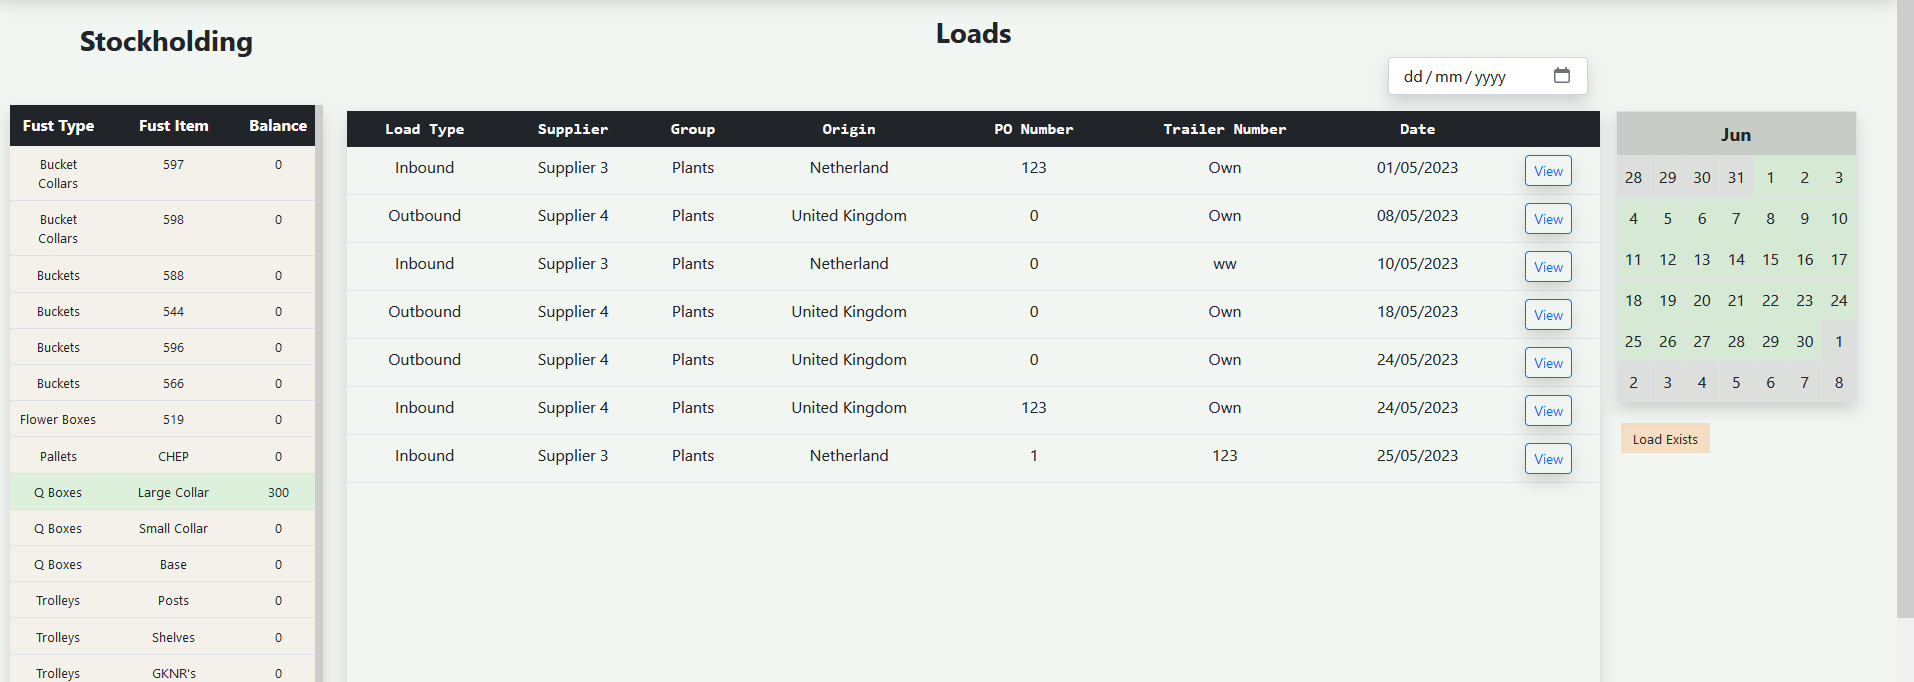 Stockholding
Fust Type Fust Item Balance
Bucket Collars 597 0
Bucket Collars 598 0
Buckets 588 0
Buckets 544 0
Buckets 596 0
Buckets 566 0
Flower Boxes 519 0
Pallets CHEP 0
Q Boxes Large Collar 300
Q Boxes Small Collar 0
Q Boxes Base 0
Trolleys Posts 0
Trolleys Shelves 0
Trolleys GKNR's 0
Loads
dd/mm/yyyy
Load Type Supplier Group Origin PO Number Trailer Number Date
Inbound Supplier 3 Plants Netherland 123 Own 01/05/2023 View
Outbound Supplier 4 Plants United Kingdom 0 Own 08/05/2023 View
Inbound Supplier 3 Plants Netherland 0 ww 10/05/2023 View
Outbound Supplier 4 Plants United Kingdom 0 Own 18/05/2023 View
Outbound Supplier 4 Plants United Kingdom 0 Own 24/05/2023 View
Inbound Supplier 4 Plants United Kingdom 123 Own 24/05/2023 View
Inbound Supplier 3 Plants Netherland 1 123 25/05/2023 View
Jun
28 29 30 31 1 2 3
4 5 6 7 8 9 10
11 12 13 14 15 16 17
18 19 20 21 22 23 24
25 26 27 28 29 30 1
2 3 4 5 6 7 8
Load Exists